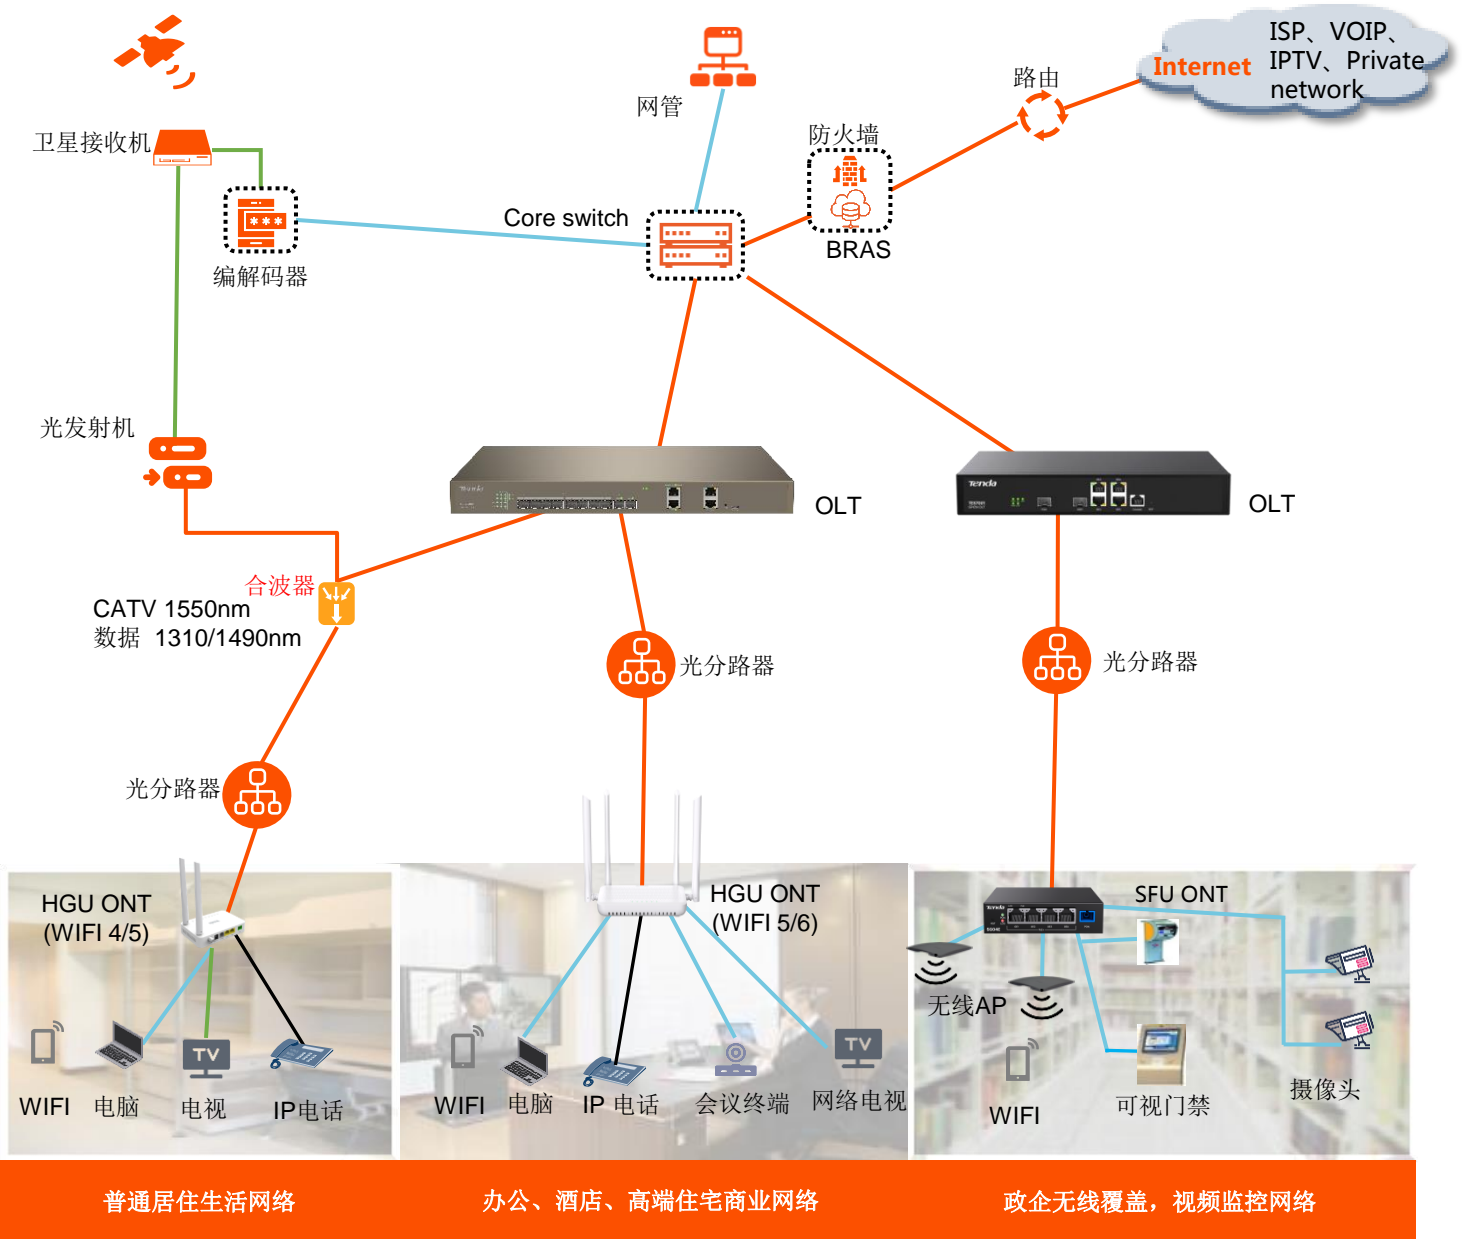 ISP、VOIP、
IPTV、Private
network
Internet
路由
网管
防火墙
卫星接收机
***
Core switch
BRAS
编解码器
光发射机
Tenda
OLT
OLT
合波器
CATV 1550nm
数据 1310/1490nm
光分路器
光分路器
光分路器
HGU ONT
(WIFI 4/5)
HGU ONT
(WIFI 5/6)
SFU ONT
Tenda
无线AP
TV
TV
WIFI
电脑
电视
IP电话
WIFI
电脑
IP 电话
会议终端
网络电视
WIFI
可视门禁
摄像头
普通居住生活网络
办公、酒店、高端住宅商业网络
政企无线覆盖，视频监控网络